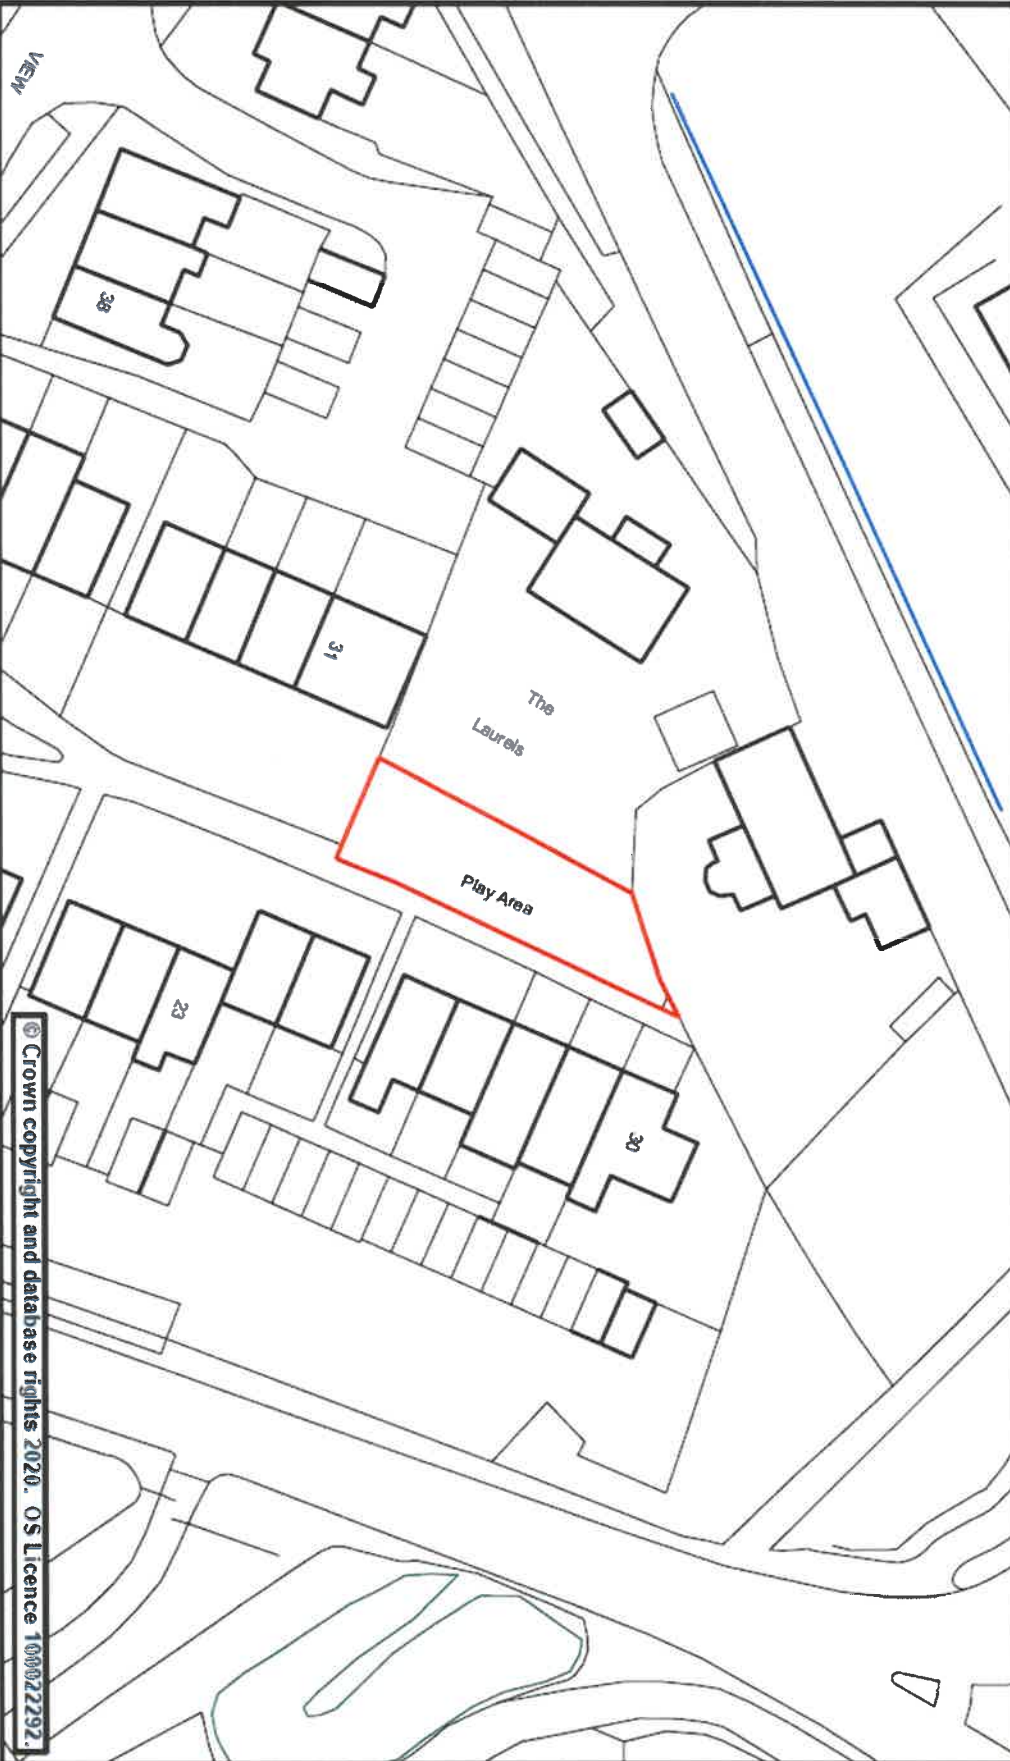 VIEW
38
31
The
Laurels
Play Area
23
30
© Crown copyright and database rights 2020. OS Licence 100022292.